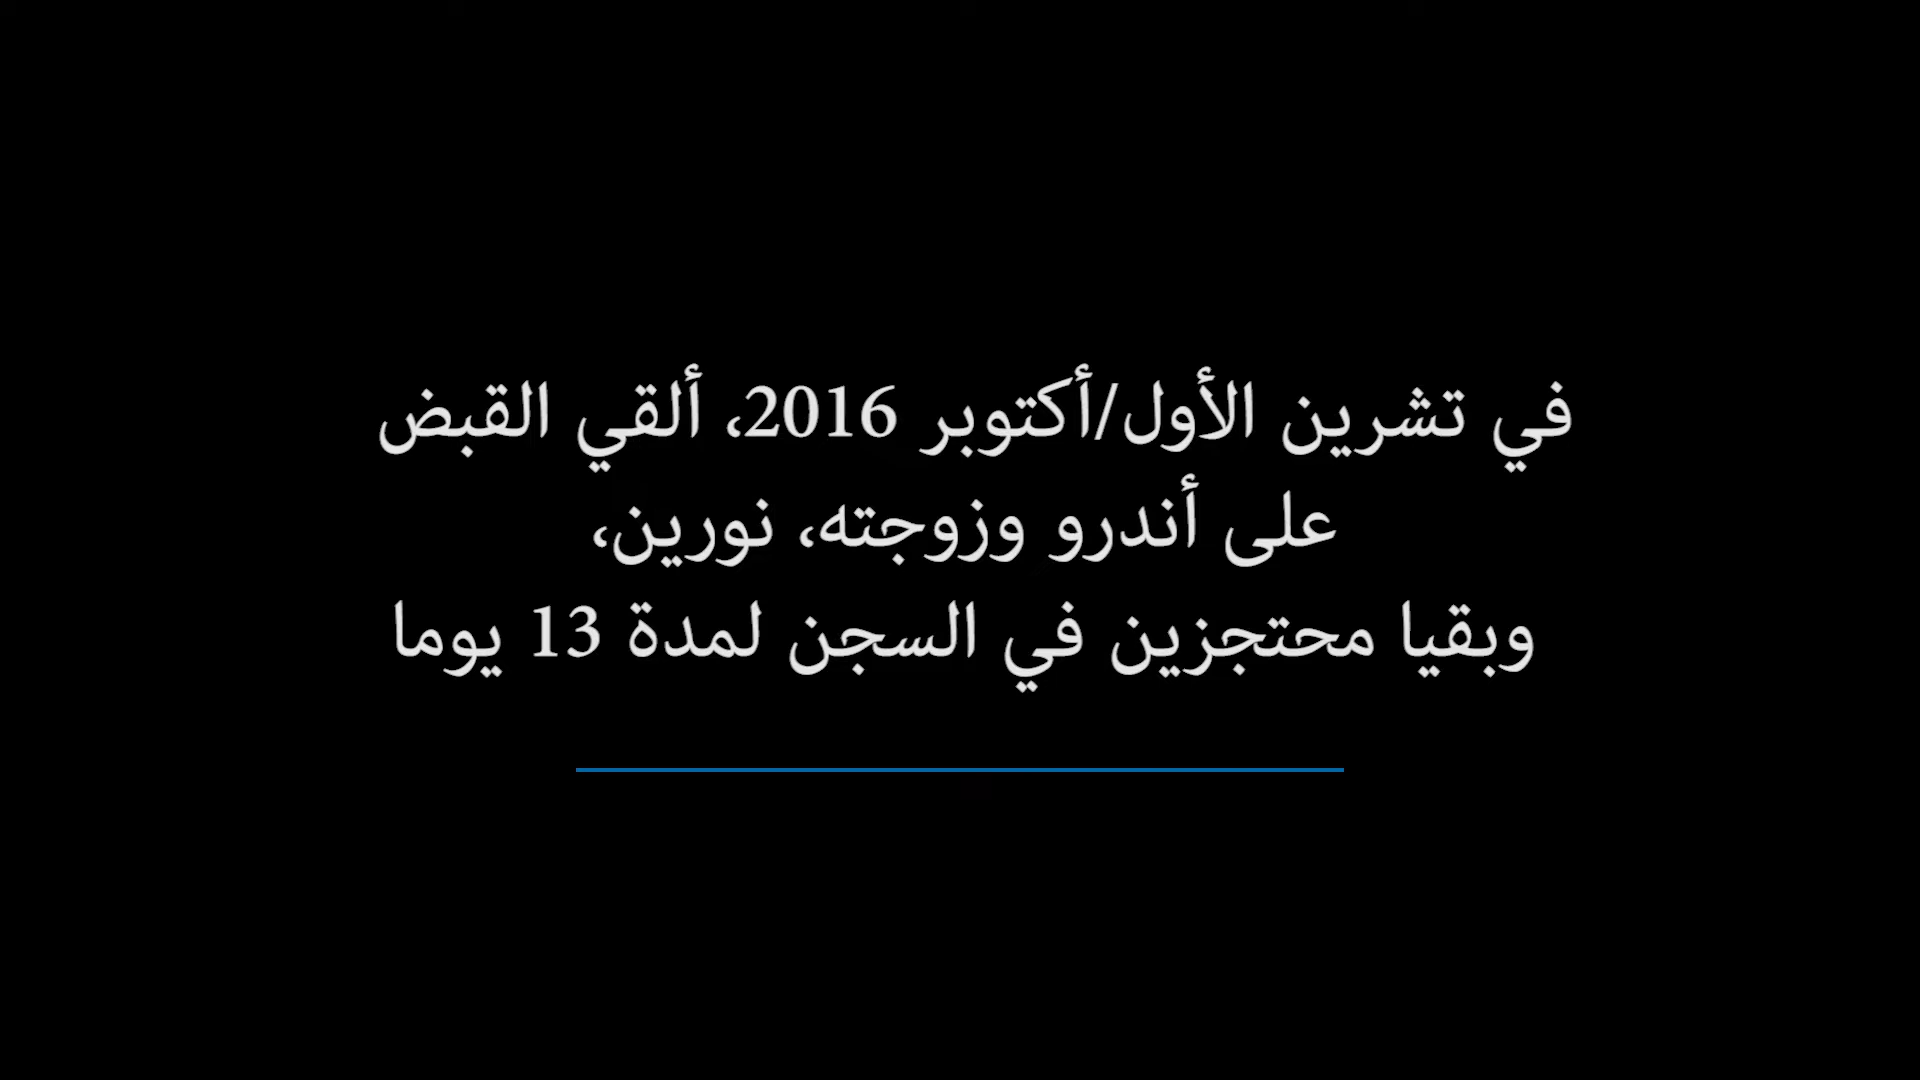 في تشرين الأول/أكتوبر 2016، ألقي القبض
على أندرو وزوجته، نورين،
وبقيا محتجزين في السجن لمدة 13 يوما